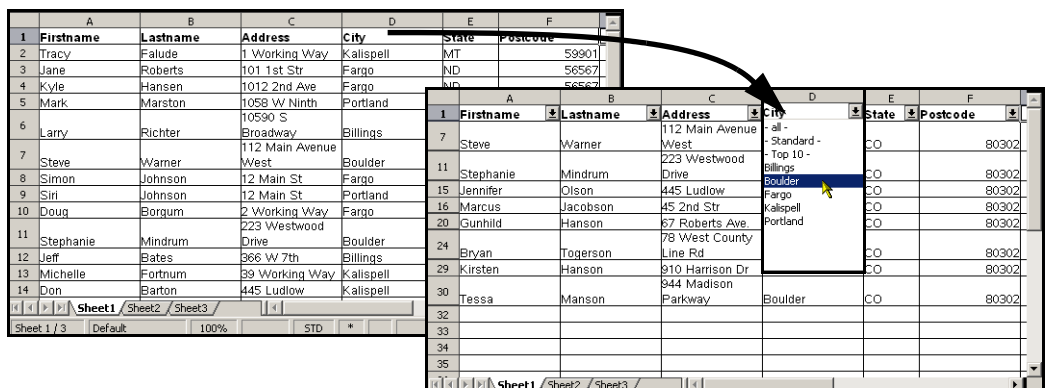 A B C D E F
1 Firstname Lastname Address City State Postcode
2 Tracy Falude 1 Working Way Kalispell MT 59901
3 Jane Roberts 101 1st Str Fargo ND 56567
4 Kyle Hansen 1012 2nd Ave Fargo ND 56567
5 Mark Marston 1058 W Ninth Portland
10590 S
6 Larry Richter Broadway Billings
112 Main Avenue
7 Steve Warner West Boulder
8 Simon Johnson 12 Main St Fargo
9 Siri Johnson 12 Main St Portland
10 Doug Borgum 2 Working Way Fargo
223 Westwood
11 Stephanie Mindrum Drive Boulder
12 Jeff Bates 366 W 7th Billings
13 Michelle Fortnum 39 Working Way Kalispell
14 Don Barton 445 Ludlow Kalispell
Sheet1 Sheet2 Sheet3
Sheet 1 / 3 Default 100% STD *
A B C D E F
1 Firstname Lastname Address City State Postcode
112 Main Avenue
7 Steve Warner West CO 80302
223 Westwood
11 Stephanie Mindrum Drive CO 80302
15 Jennifer Olson 445 Ludlow CO 80302
16 Marcus Jacobson 45 2nd Str CO 80302
20 Gunhild Hanson 67 Roberts Ave. CO 80302
78 West County
24 Bryan Togerson Line Rd CO 80302
29 Kirsten Hanson 910 Harrison Dr CO 80302
944 Madison
30 Tessa Manson Parkway Boulder CO 80302
32
33
34
35
- all -
- Standard -
- Top 10 -
Billings
Boulder
Fargo
Kalispell
Portland
Sheet1 Sheet2 Sheet3